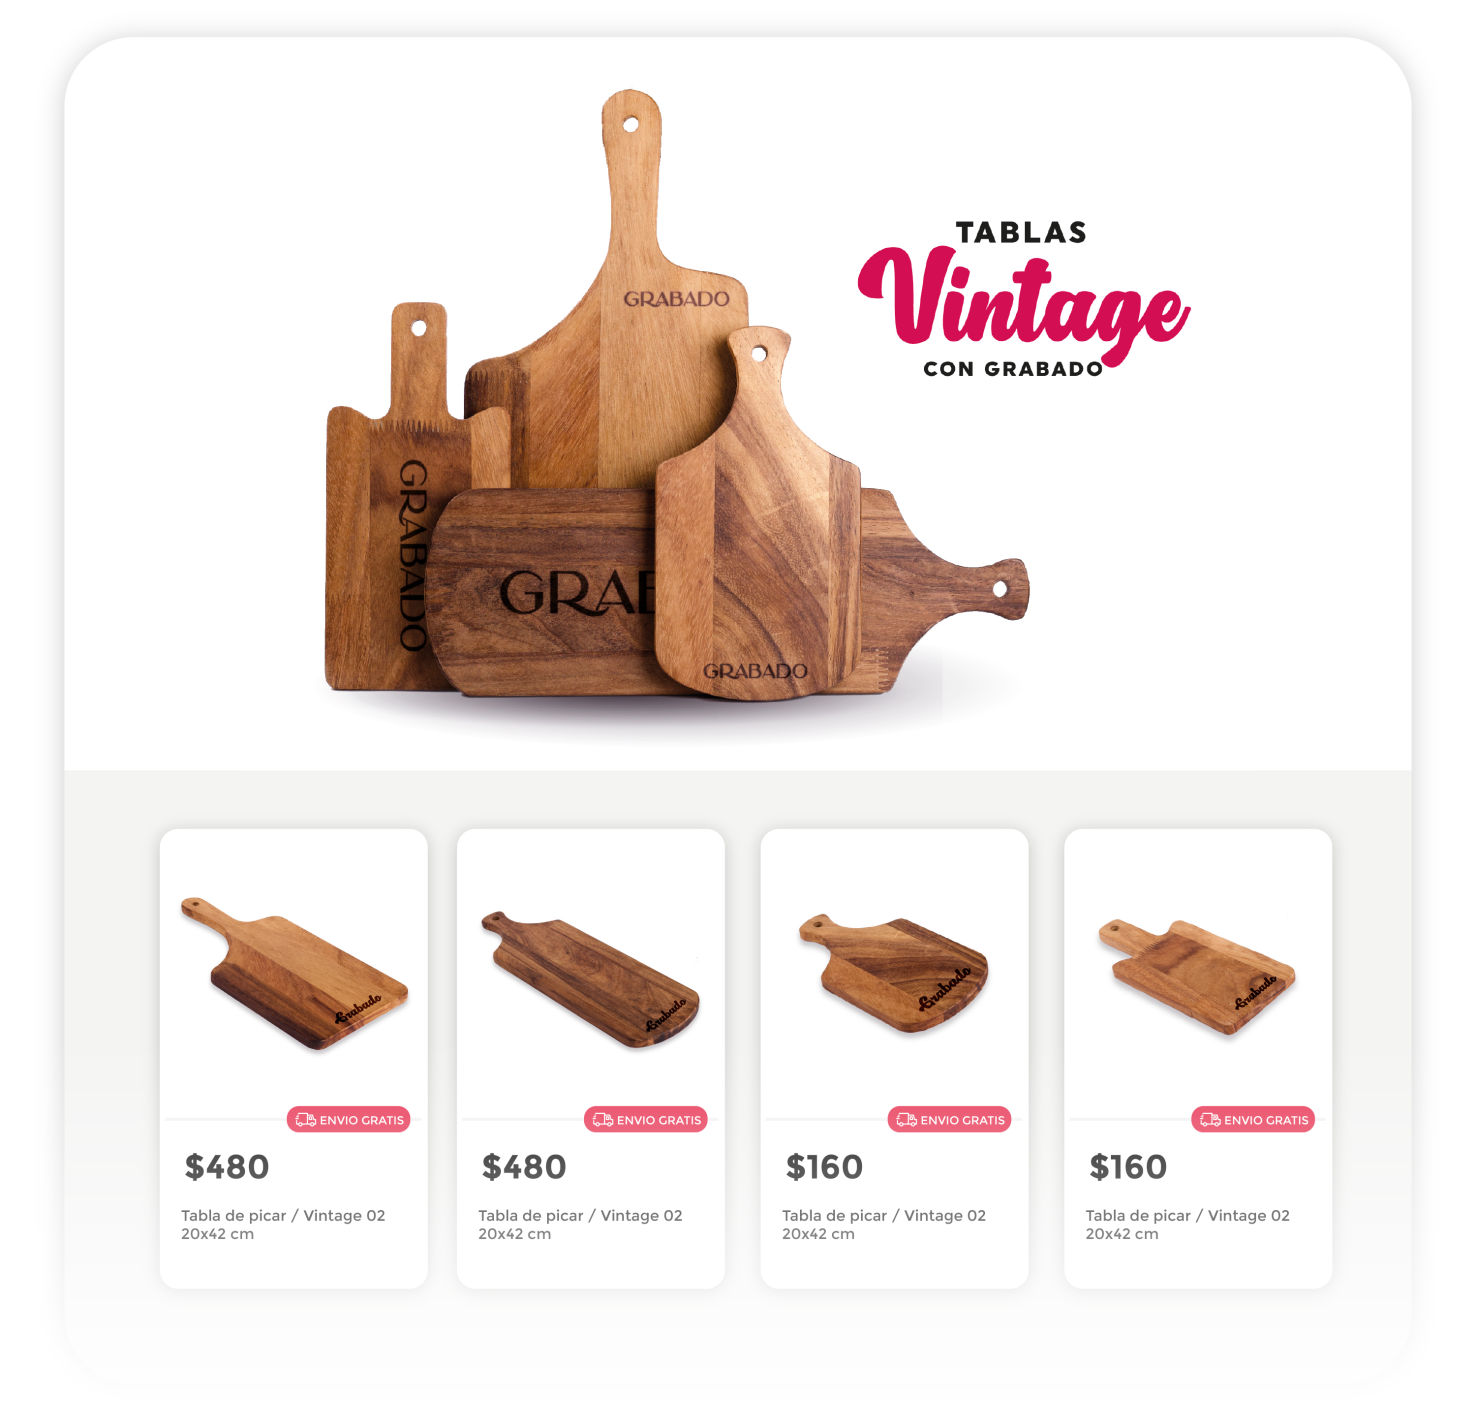 TABLAS
Vintage
CON GRABADO
GRABADO
GRABADO
GRAB
GRABADO
Grabado
Grabado
Grabado
Grabado
ENVIO GRATIS
ENVIO GRATIS
ENVIO GRATIS
ENVIO GRATIS
$480
$480
$160
$160
Tabla de picar / Vintage 02
20x42 cm
Tabla de picar / Vintage 02
20x42 cm
Tabla de picar / Vintage 02
20x42 cm
Tabla de picar / Vintage 02
20x42 cm